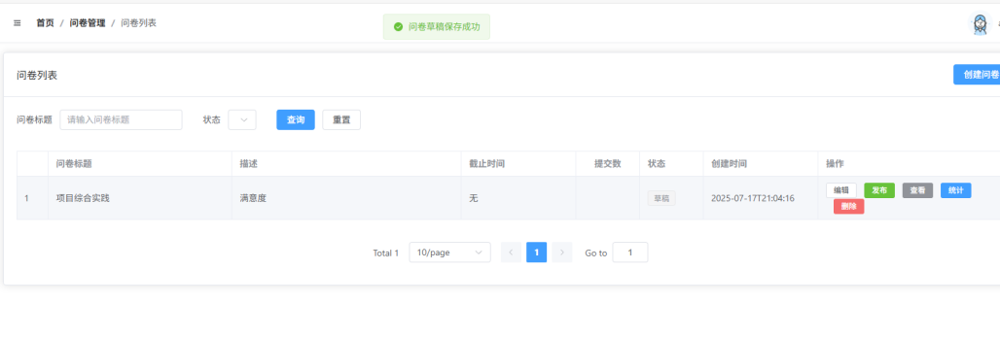 首页 / 问卷管理 / 问卷列表
问卷草稿保存成功
问卷列表
创建问卷
问卷标题 请输入问卷标题 状态 查询 重置
问卷标题 描述 截止时间 提交数 状态 创建时间 操作
1 项目综合实践 满意度 无 草稿 2025-07-17T21:04:16 编辑 发布 查看 统计
删除
Total 1 10/page < 1 > Go to 1